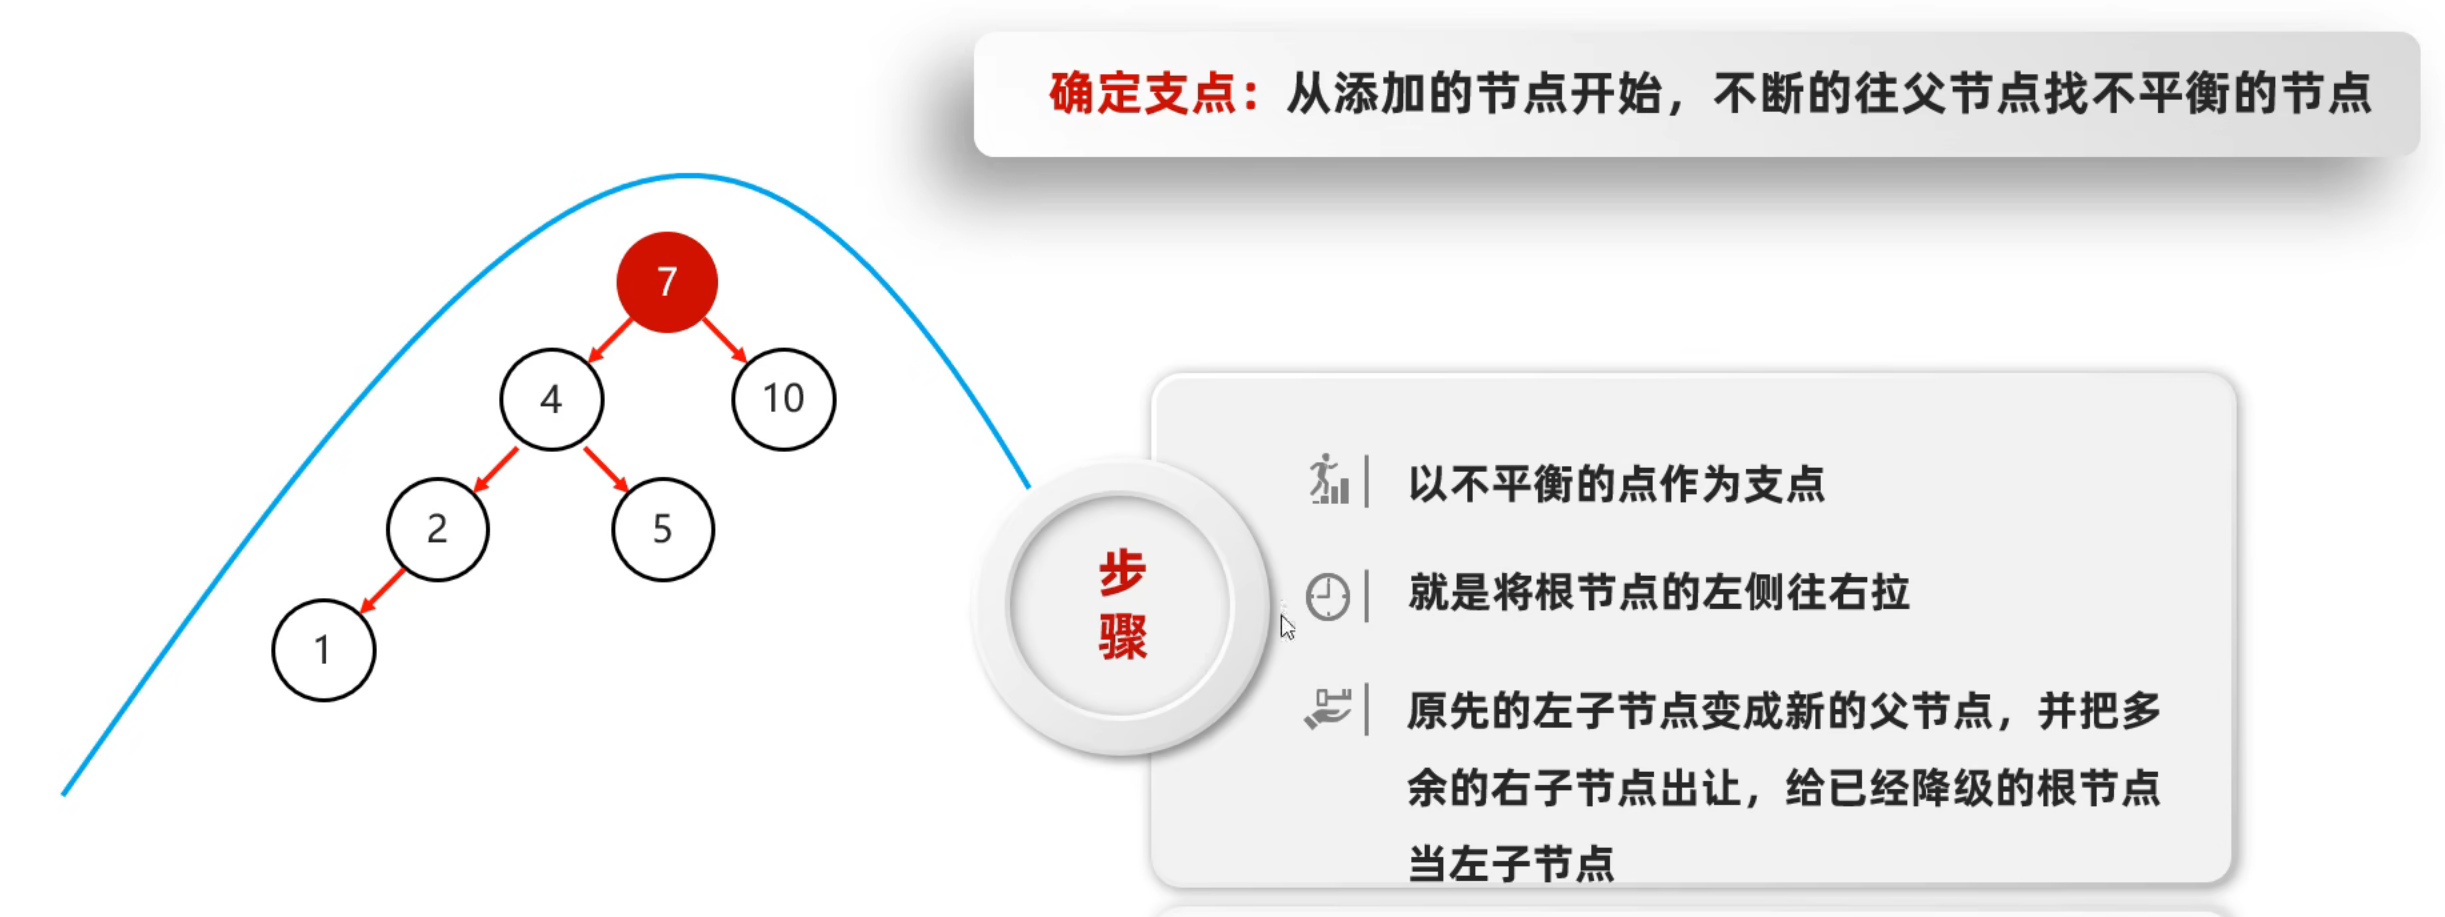 确定支点：从添加的节点开始，不断的往父节点找不平衡的节点
7
4
10
2
5
1
步
骤
以不平衡的点作为支点
就是将根节点的左侧往右拉
原先的左子节点变成新的父节点，并把多
余的右子节点出让，给已经降级的根节点
当左子节点